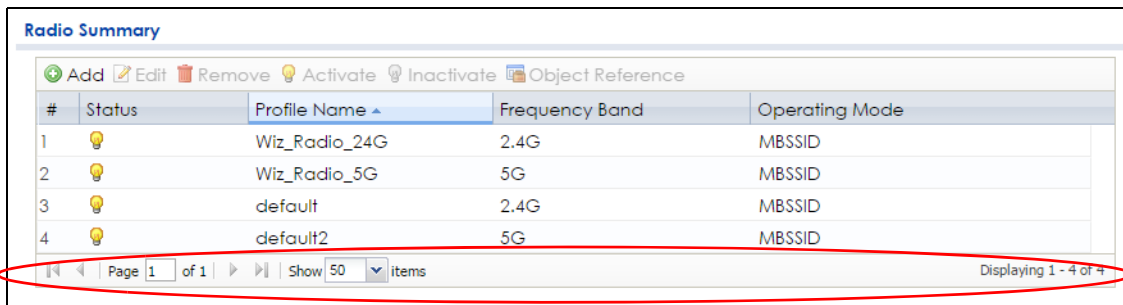 Radio Summary
Add Edit Remove Activate Inactivate Object Reference
# Status Profile Name Frequency Band Operating Mode
1 Wiz_Radio_24G 2.4G MBSSID
2 Wiz_Radio_5G 5G MBSSID
3 default 2.4G MBSSID
4 default2 5G MBSSID
Page 1 of 1 Show 50 items Displaying 1 - 4 of 4